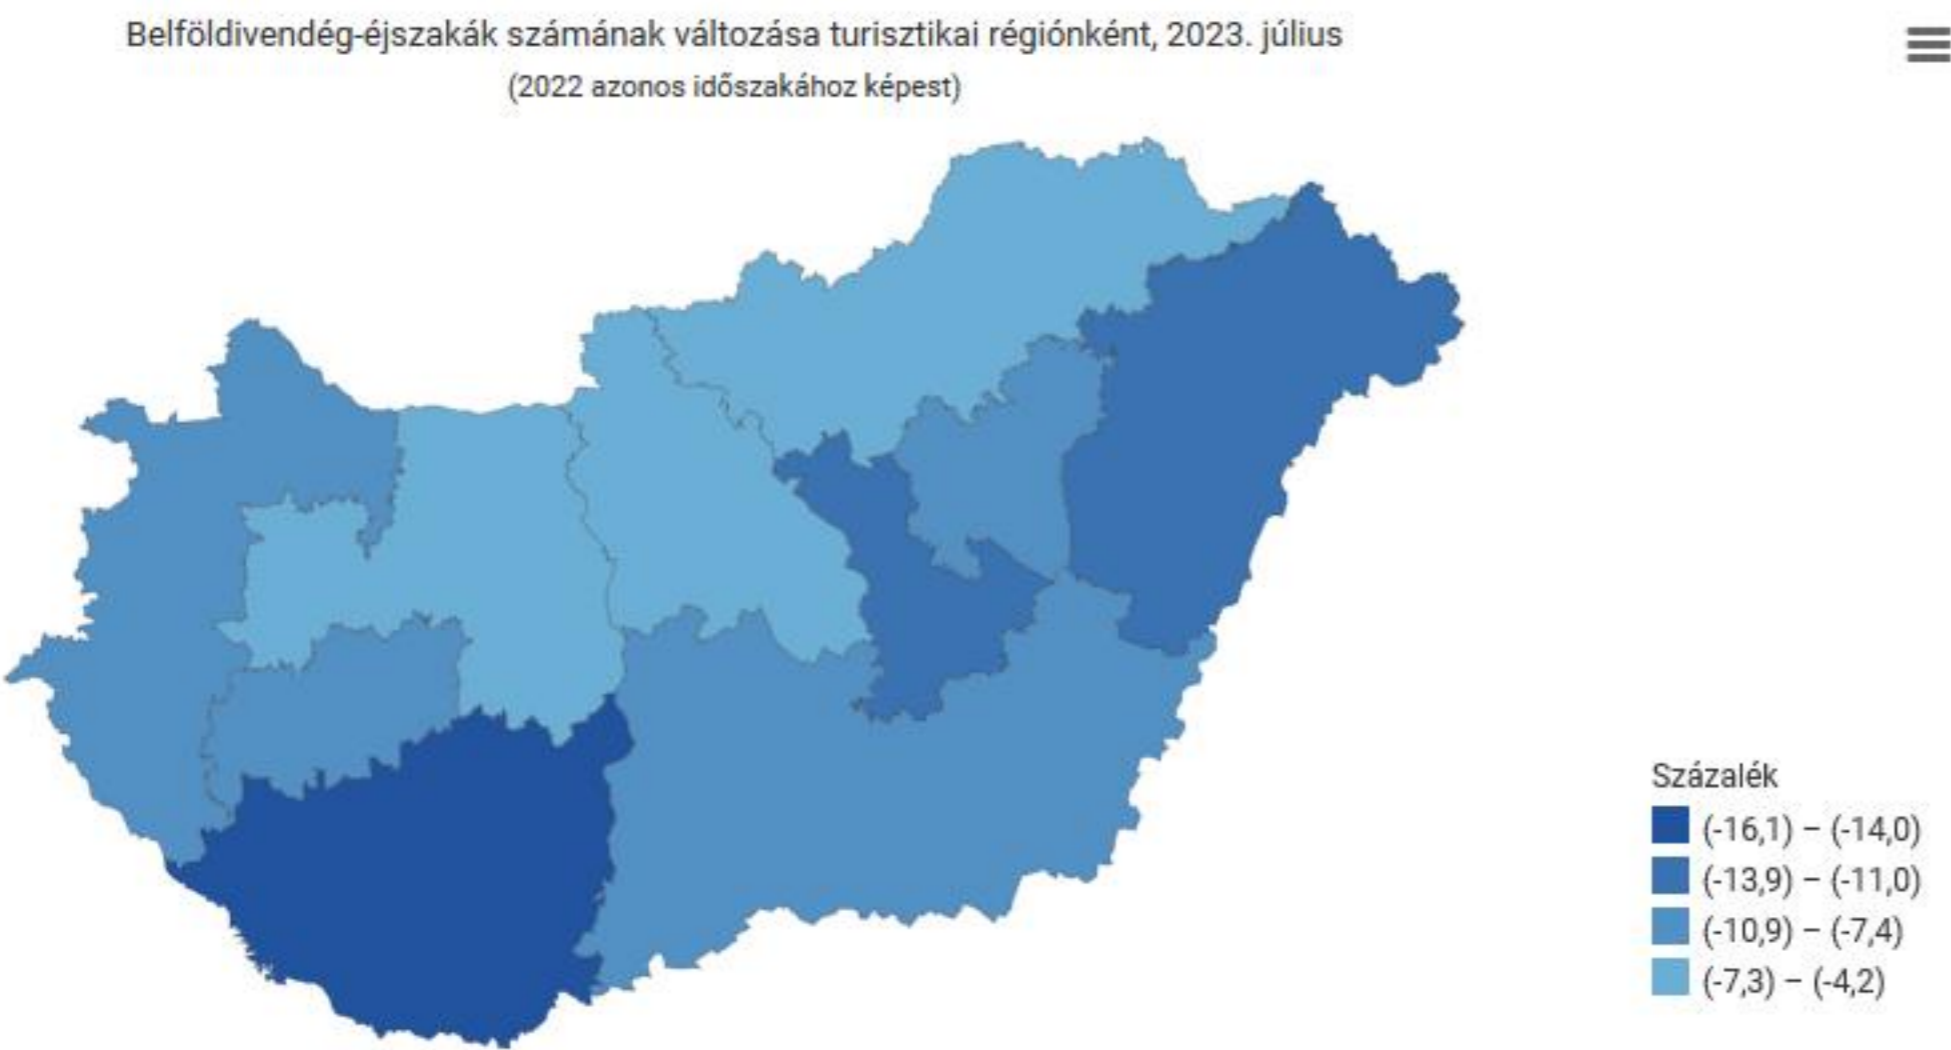 Belföldivendég-éjszakák számának változása turisztikai régiónként, 2023. július
(2022 azonos időszakához képest)
Százalék
(-16,1) – (-14,0)
(-13,9) – (-11,0)
(-10,9) – (-7,4)
(-7,3) – (-4,2)